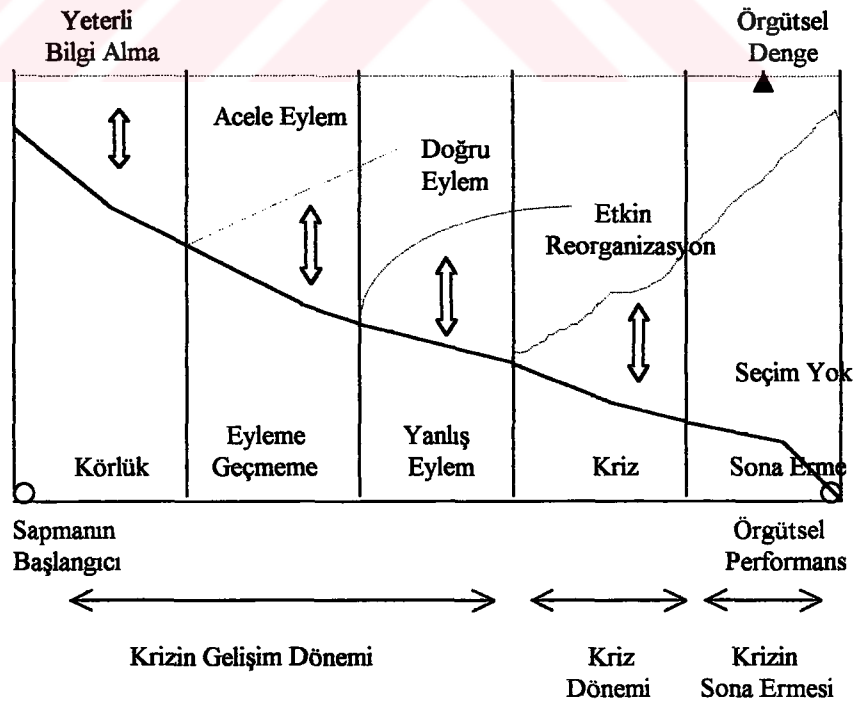 Yeterli
Bilgi Alma
Örgütsel
Denge
Acele Eylem
Doğru
Eylem
Etkin
Reorganizasyon
Seçim Yok
Körlük
Eyleme
Geçmeme
Yanlış
Eylem
Kriz
Sona Erme
Sapmanın
Başlangıcı
Örgütsel
Performans
Krizin Gelişim Dönemi
Kriz
Dönemi
Krizin
Sona Ermesi